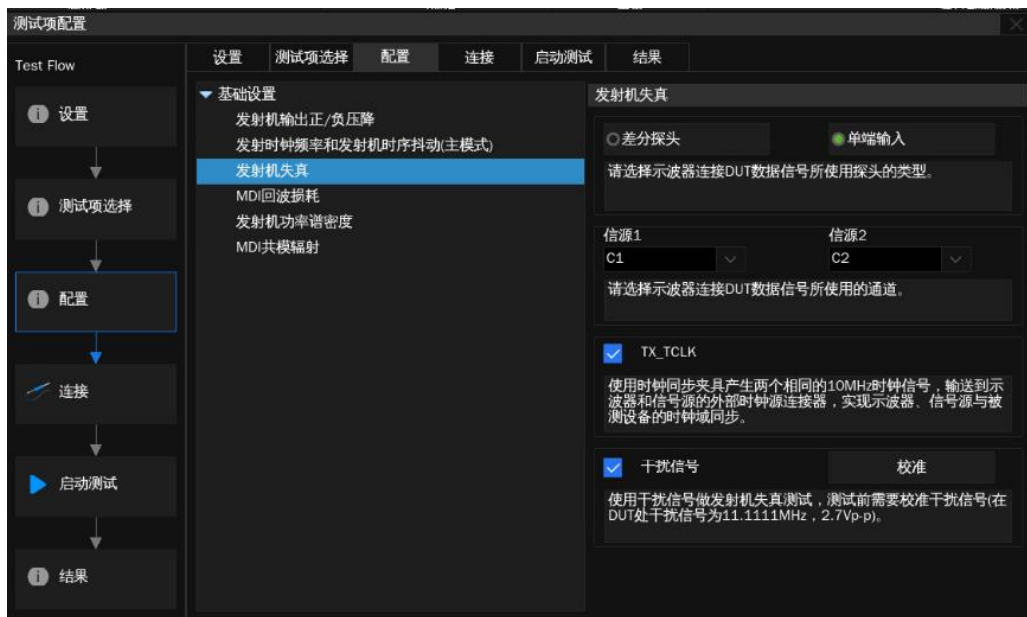 测试项配置
Test Flow
设置
测试项选择
配置
连接
启动测试
结果
设置
测试项选择
配置
连接
启动测试
结果
基础设置
发射机输出正/负压降
发射时钟频率和发射机时序抖动(主模式)
发射机失真
MDI回波损耗
发射机功率谱密度
MDI共模辐射
发射机失真
差分探头
单端输入
请选择示波器连接DUT数据信号所使用探头的类型。
信源1
信源2
C1
C2
请选择示波器连接DUT数据信号所使用的通道。
TX_TCLK
使用时钟同步夹具产生两个相同的10MHz时钟信号，输送到示
波器和信号源的外部时钟源连接器，实现示波器、信号源与被
测设备的时钟域同步。
干扰信号
校准
使用干扰信号做发射机失真测试，测试前需要校准干扰信号(在
DUT处干扰信号为11.1111MHz，2.7Vp-p)。